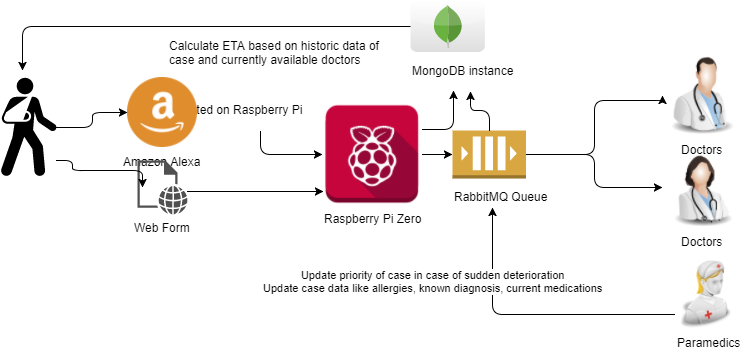 Calculate ETA based on historic data of
case and currently available doctors
MongoDB instance
a
ted on Raspberry Pi
Amazon Alexa
Doctors
RabbitMQ Queue
Raspberry Pi Zero
Web Form
Doctors
Update priority of case in case of sudden deterioration
Update case data like allergies, known diagnosis, current medications
Paramedics